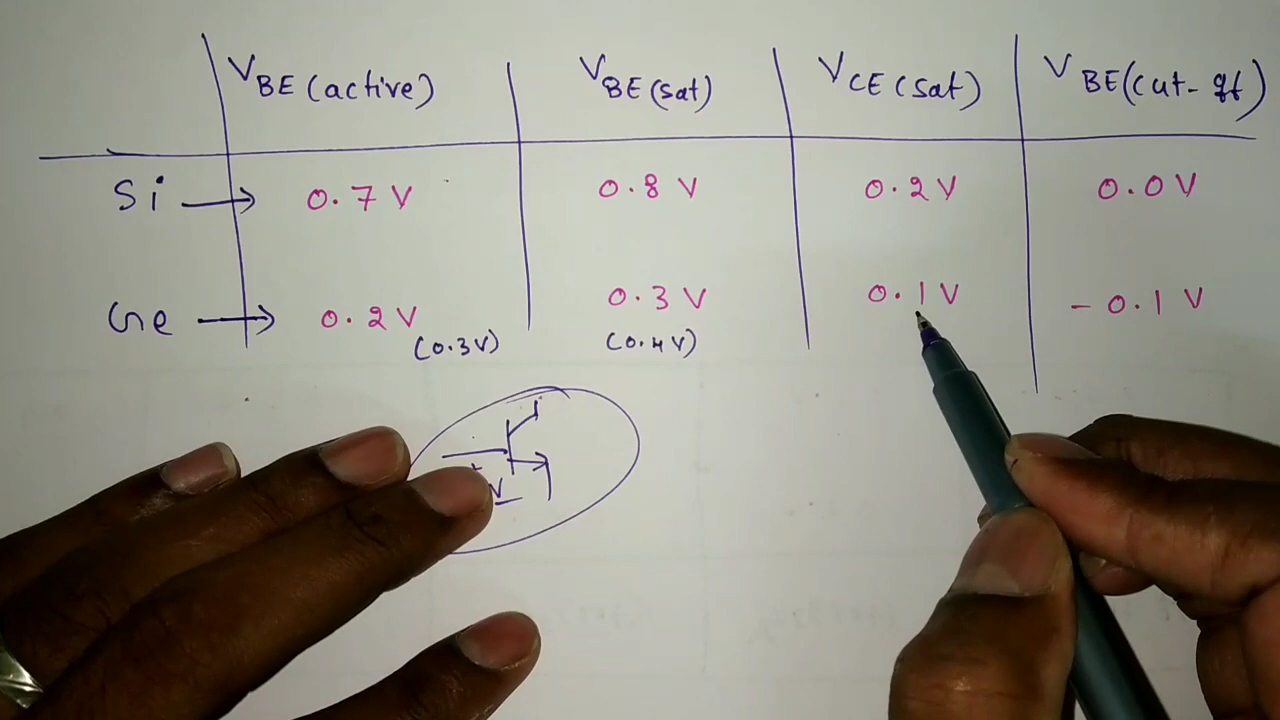 VBE (active) VBE (sat) VCE (sat) VBE (cut-off)
Si → 0.7 V 0.8 V 0.2 V 0.0 V
Ge → 0.2 V 0.3 V 0.1 V - 0.1 V
(0.3V) (0.4V)
+
V -